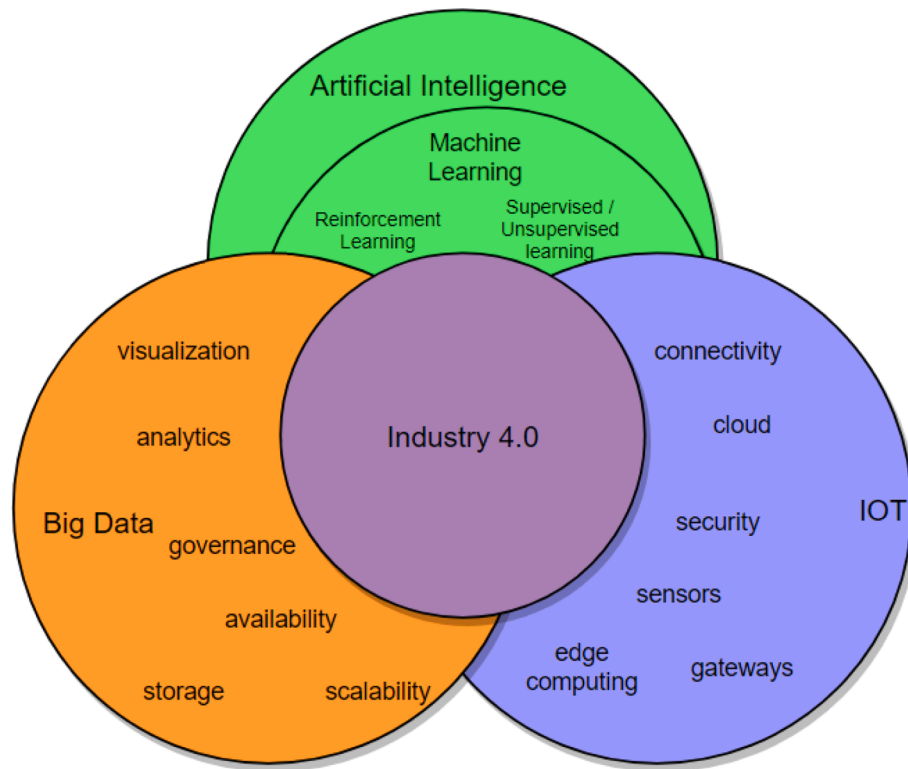 Artificial Intelligence
Machine
Learning
Reinforcement
Learning
Supervised /
Unsupervised
learning
visualization
analytics
Big Data
governance
availability
storage
scalability
Industry 4.0
connectivity
cloud
IOT
security
sensors
edge
computing
gateways